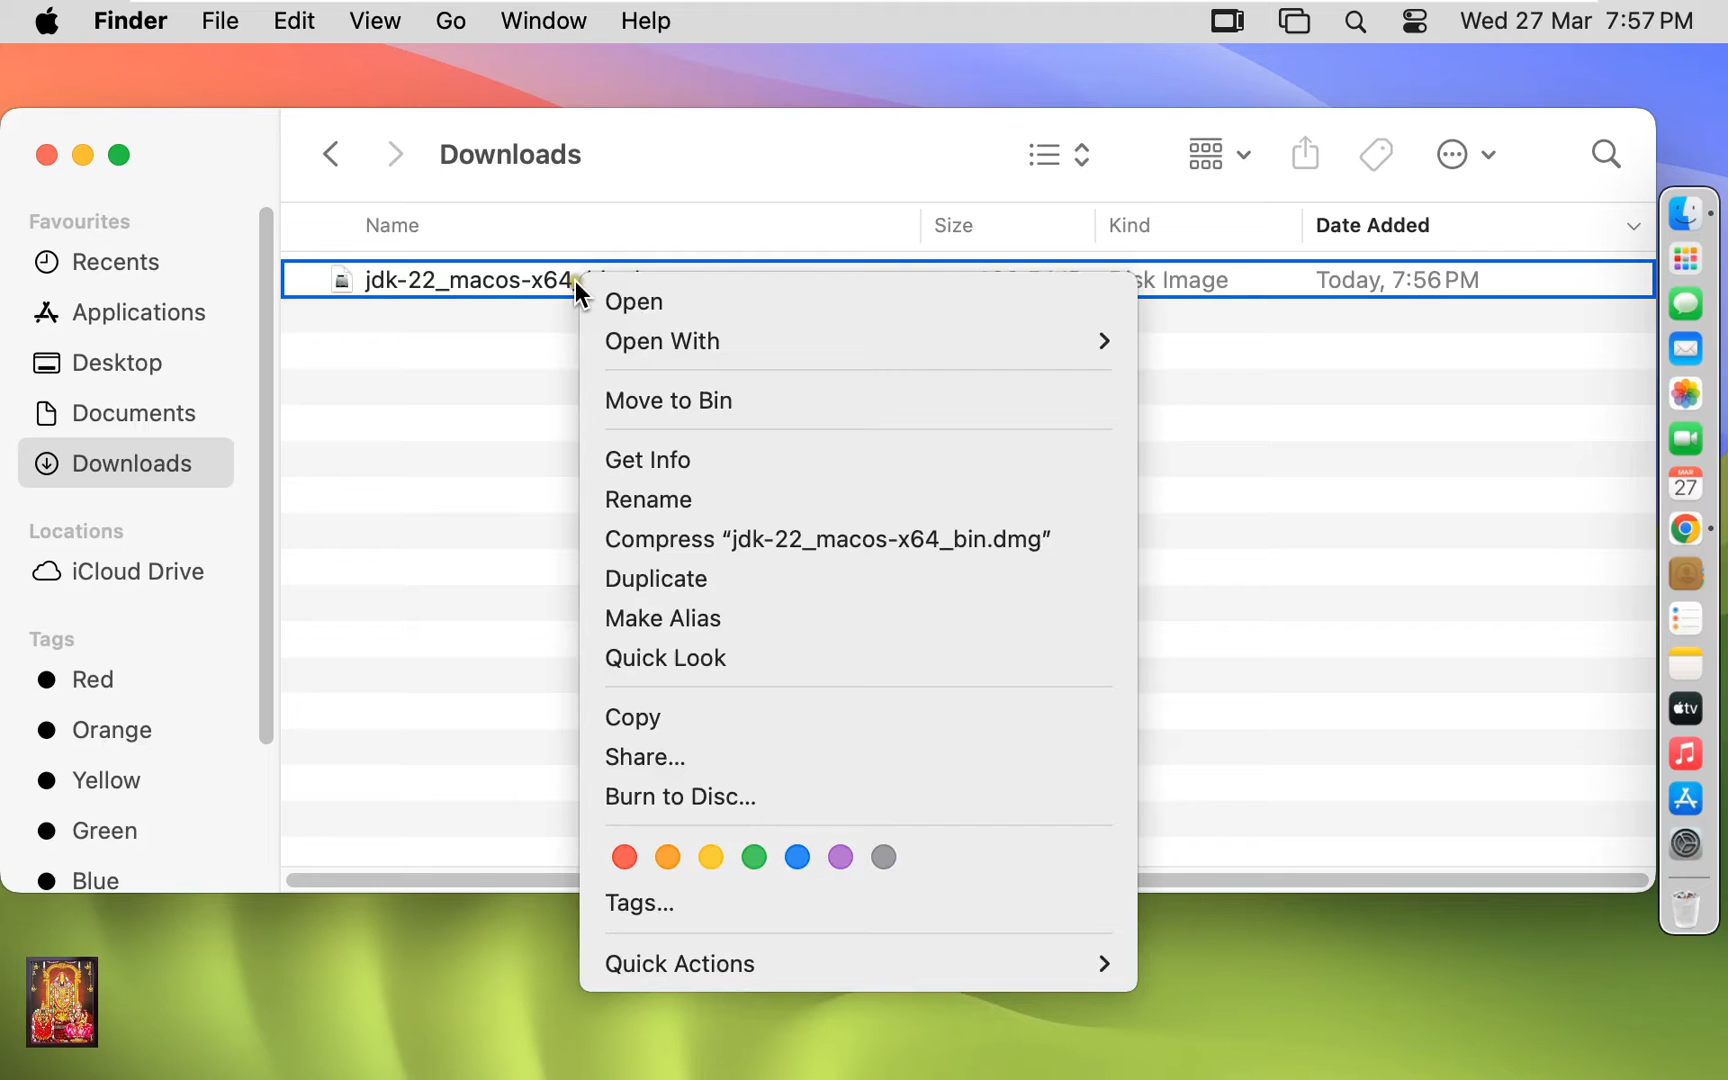 Finder File Edit View Go Window Help Wed 27 Mar 7:57 PM
Downloads
Favourites
Recents
Applications
Desktop
Documents
Downloads
Locations
iCloud Drive
Tags
Red
Orange
Yellow
Green
Blue
Name Size Kind Date Added
jdk-22_macos-x64 sk Image Today, 7:56 PM
Open
Open With
Move to Bin
Get Info
Rename
Compress “jdk-22_macos-x64_bin.dmg”
Duplicate
Make Alias
Quick Look
Copy
Share...
Burn to Disc...
Tags...
Quick Actions
MAR
27
tv